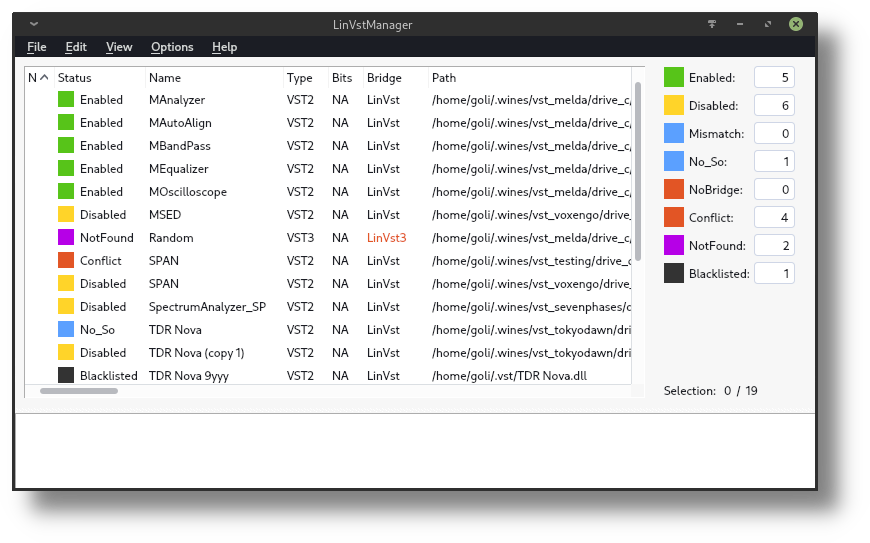 LinVstManager
File Edit View Options Help
N Status Name Type Bits Bridge Path
Enabled MAnalyzer VST2 NA LinVst /home/goli/.wines/vst_melda/drive_c/
Enabled MAutoAlign VST2 NA LinVst /home/goli/.wines/vst_melda/drive_c/
Enabled MBandPass VST2 NA LinVst /home/goli/.wines/vst_melda/drive_c/
Enabled MEqualizer VST2 NA LinVst /home/goli/.wines/vst_melda/drive_c/
Enabled MOscilloscope VST2 NA LinVst /home/goli/.wines/vst_melda/drive_c/
Disabled MSED VST2 NA LinVst /home/goli/.wines/vst_voxengo/drive_
NotFound Random VST3 NA LinVst3 /home/goli/.wines/vst_melda/drive_c/
Conflict SPAN VST2 NA LinVst /home/goli/.wines/vst_testing/drive_c
Disabled SPAN VST2 NA LinVst /home/goli/.wines/vst_voxengo/drive_
Disabled SpectrumAnalyzer_SP VST2 NA LinVst /home/goli/.wines/vst_sevenphases/d
No_So TDR Nova VST2 NA LinVst /home/goli/.wines/vst_tokyodawn/dri
Disabled TDR Nova (copy 1) VST2 NA LinVst /home/goli/.wines/vst_tokyodawn/dri
Blacklisted TDR Nova 9yyy VST2 NA LinVst /home/goli/.vst/TDR Nova.dll
Enabled: 5
Disabled: 6
Mismatch: 0
No_So: 1
NoBridge: 0
Conflict: 4
NotFound: 2
Blacklisted: 1
Selection: 0 / 19